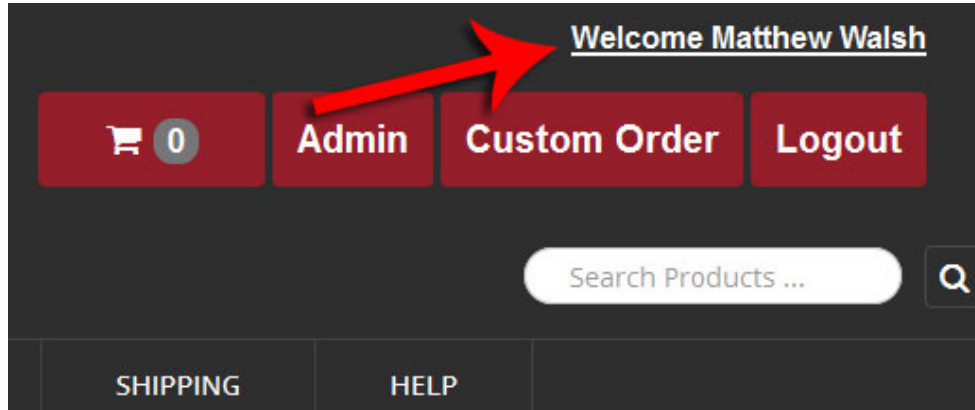 Welcome Matthew Walsh
0 Admin Custom Order Logout
Search Products ...
SHIPPING HELP